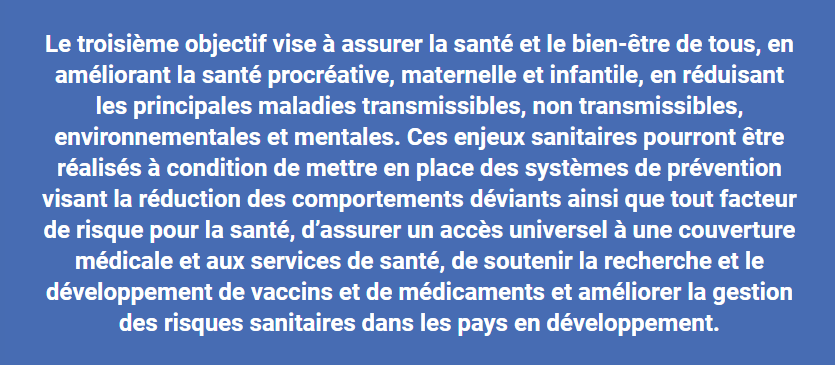 Le troisième objectif vise à assurer la santé et le bien-être de tous, en
améliorant la santé procréative, maternelle et infantile, en réduisant
les principales maladies transmissibles, non transmissibles,
environnementales et mentales. Ces enjeux sanitaires pourront être
réalisés à condition de mettre en place des systèmes de prévention
visant la réduction des comportements déviants ainsi que tout facteur
de risque pour la santé, d’assurer un accès universel à une couverture
médicale et aux services de santé, de soutenir la recherche et le
développement de vaccins et de médicaments et améliorer la gestion
des risques sanitaires dans les pays en développement.